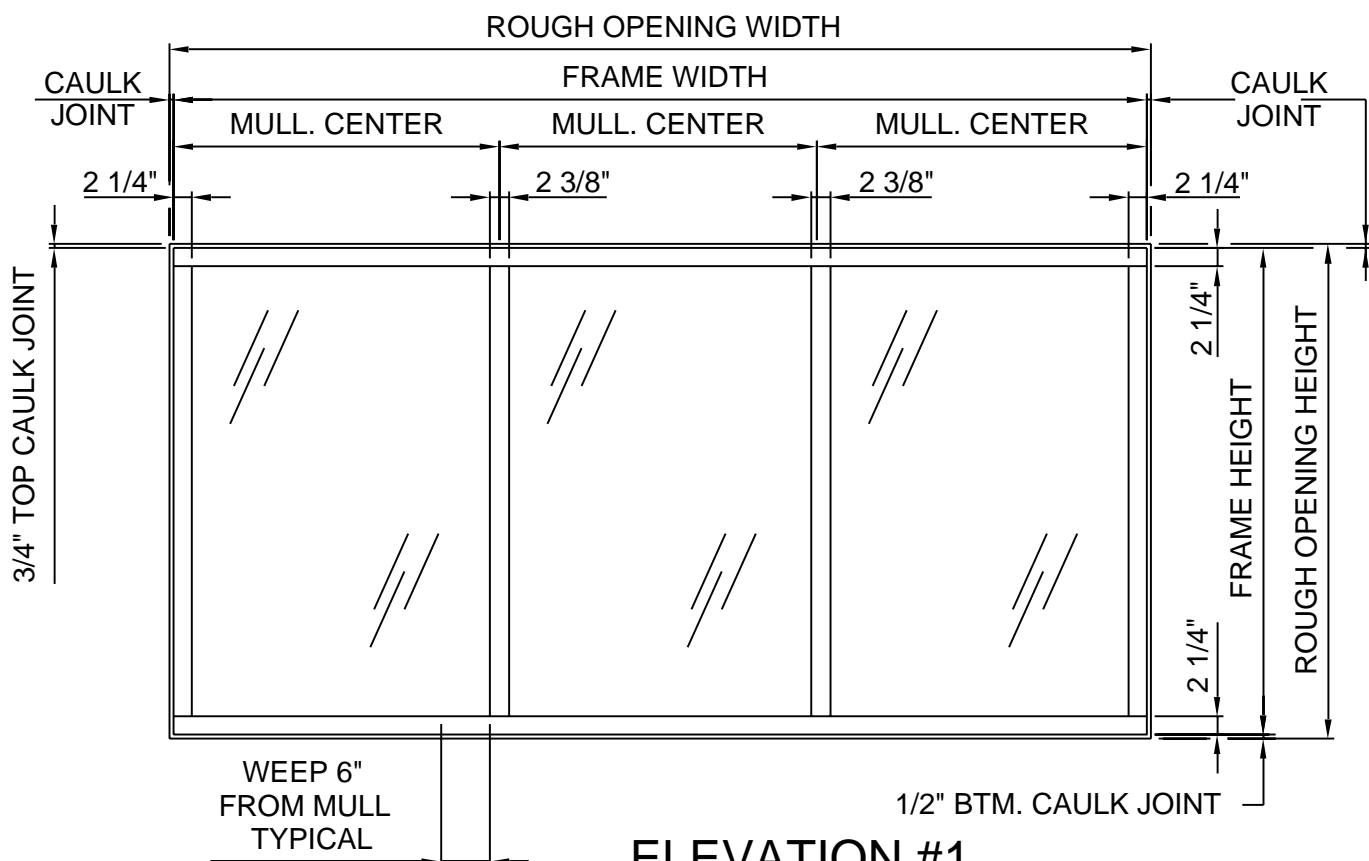 ROUGH OPENING WIDTH
CAULK
JOINT
FRAME WIDTH
CAULK
JOINT
MULL. CENTER
MULL. CENTER
MULL. CENTER
2 1/4"
2 3/8"
2 3/8"
2 1/4"
3/4" TOP CAULK JOINT
2 1/4"
FRAME HEIGHT
ROUGH OPENING HEIGHT
2 1/4"
WEEP 6"
FROM MULL
TYPICAL
1/2" BTM. CAULK JOINT
ELEVATION #1